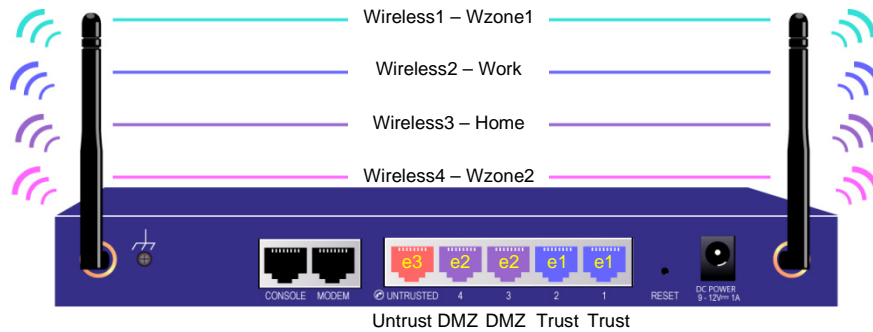 Wireless1 – Wzone1
Wireless2 – Work
Wireless3 – Home
Wireless4 – Wzone2
e3 e2 e2 e1 e1
CONSOLE MODEM UNTRUSTED 4 3 2 1 RESET DC POWER
9 - 12V⎓ 1A
Untrust DMZ DMZ Trust Trust